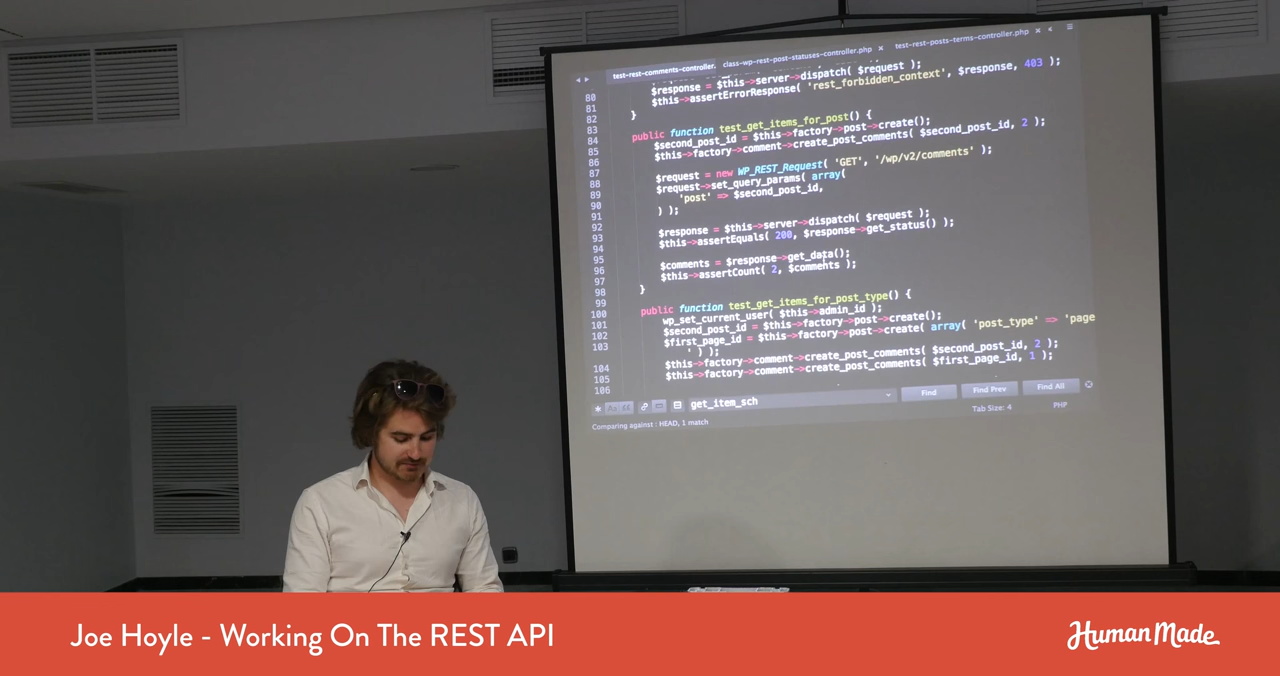 test-rest-comments-controller.
class-wp-rest-post-statuses-controller.php ×
test-rest-posts-terms-controller.php ×
80 $response = $this->server->dispatch( $request );
81 $this->assertErrorResponse( 'rest_forbidden_context', $response, 403 );
82 }
83
84 public function test_get_items_for_post() {
85 $second_post_id = $this->factory->post->create();
86 $this->factory->comment->create_post_comments( $second_post_id, 2 );
87
88 $request = new WP_REST_Request( 'GET', '/wp/v2/comments' );
89 $request->set_query_params( array(
90 'post' => $second_post_id,
91 ) );
92
93 $response = $this->server->dispatch( $request );
94 $this->assertEquals( 200, $response->get_status() );
95
96 $comments = $response->get_data();
97 $this->assertCount( 2, $comments );
98 }
99
100 public function test_get_items_for_post_type() {
101 wp_set_current_user( $this->admin_id );
102 $second_post_id = $this->factory->post->create();
103 $first_page_id = $this->factory->post->create( array( 'post_type' => 'page
' ) );
104 $this->factory->comment->create_post_comments( $second_post_id, 2 );
105 $this->factory->comment->create_post_comments( $first_page_id, 1 );
106
get_item_sch
Find
Find Prev
Find All
Comparing against : HEAD, 1 match
Tab Size: 4
PHP
Joe Hoyle - Working On The REST API
Human Made